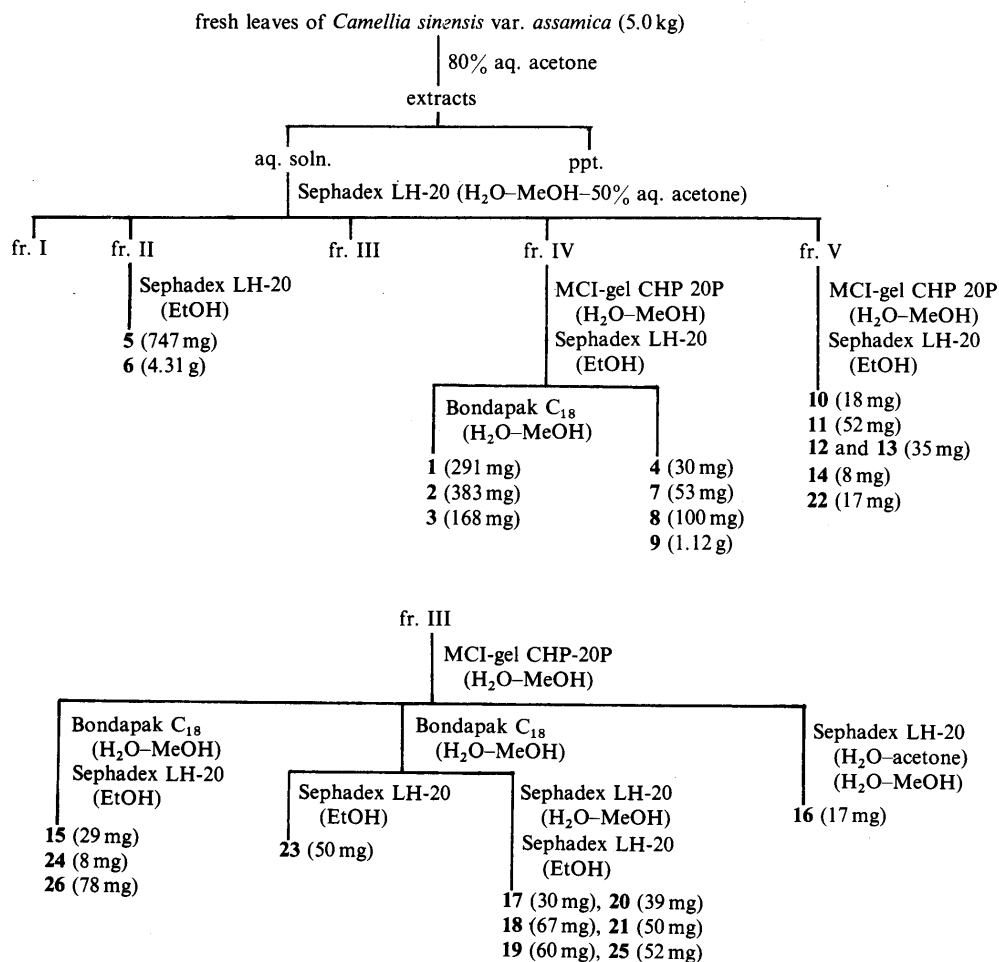 fresh leaves of Camellia sinensis var. assamica (5.0 kg)
80% aq. acetone
extracts
aq. soln.
ppt.
Sephadex LH-20 (H₂O–MeOH–50% aq. acetone)
fr. I
fr. II
fr. III
fr. IV
fr. V
Sephadex LH-20
(EtOH)
5 (747 mg)
6 (4.31 g)
MCI-gel CHP 20P
(H₂O–MeOH)
Sephadex LH-20
(EtOH)
Bondapak C₁₈
(H₂O–MeOH)
1 (291 mg)
2 (383 mg)
3 (168 mg)
4 (30 mg)
7 (53 mg)
8 (100 mg)
9 (1.12 g)
MCI-gel CHP 20P
(H₂O–MeOH)
Sephadex LH-20
(EtOH)
10 (18 mg)
11 (52 mg)
12 and 13 (35 mg)
14 (8 mg)
22 (17 mg)
fr. III
MCI-gel CHP-20P
(H₂O–MeOH)
Bondapak C₁₈
(H₂O–MeOH)
Sephadex LH-20
(EtOH)
15 (29 mg)
24 (8 mg)
26 (78 mg)
Bondapak C₁₈
(H₂O–MeOH)
Sephadex LH-20
(EtOH)
23 (50 mg)
Sephadex LH-20
(H₂O–MeOH)
Sephadex LH-20
(EtOH)
17 (30 mg), 20 (39 mg)
18 (67 mg), 21 (50 mg)
19 (60 mg), 25 (52 mg)
Sephadex LH-20
(H₂O–acetone)
(H₂O–MeOH)
16 (17 mg)